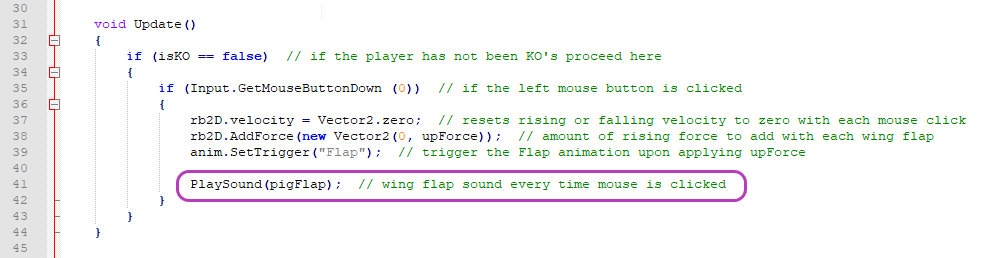 30
31 void Update()
32 {
33 if (isKO == false) // if the player has not been KO's proceed here
34 {
35 if (Input.GetMouseButtonDown (0)) // if the left mouse button is clicked
36 {
37 rb2D.velocity = Vector2.zero; // resets rising or falling velocity to zero with each mouse click
38 rb2D.AddForce(new Vector2(0, upForce)); // amount of rising force to add with each wing flap
39 anim.SetTrigger("Flap"); // trigger the Flap animation upon applying upForce
40
41 PlaySound(pigFlap); // wing flap sound every time mouse is clicked
42 }
43 }
44 }
45